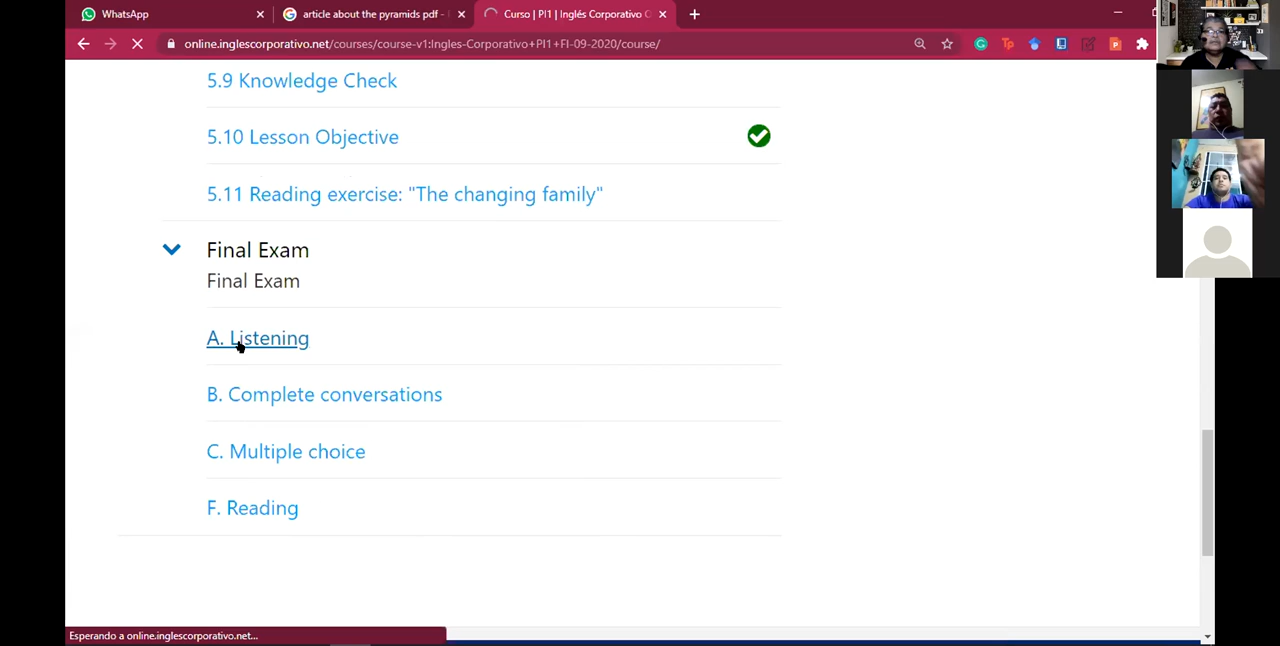 WhatsApp
article about the pyramids pdf -
Curso | PI1 | Inglés Corporativo
online.inglescorporativo.net/courses/course-v1:Ingles-Corporativo+PI1+FI-09-2020/course/
5.9 Knowledge Check
5.10 Lesson Objective
5.11 Reading exercise: "The changing family"
Final Exam
Final Exam
A. Listening
B. Complete conversations
C. Multiple choice
F. Reading
Esperando a online.inglescorporativo.net...